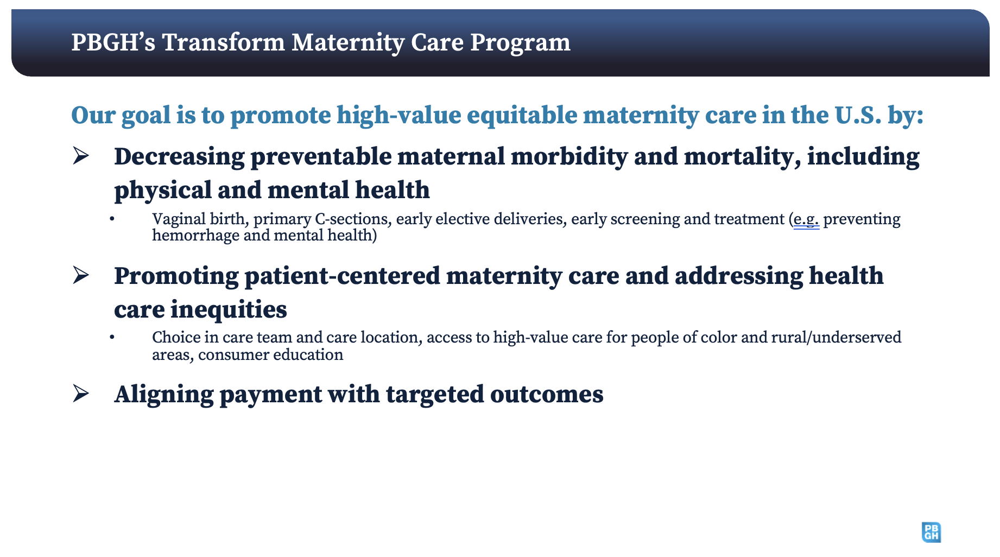 PBGH’s Transform Maternity Care Program
Our goal is to promote high-value equitable maternity care in the U.S. by:
➢ Decreasing preventable maternal morbidity and mortality, including
physical and mental health
• Vaginal birth, primary C-sections, early elective deliveries, early screening and treatment (e.g. preventing
hemorrhage and mental health)
➢ Promoting patient-centered maternity care and addressing health
care inequities
• Choice in care team and care location, access to high-value care for people of color and rural/underserved
areas, consumer education
➢ Aligning payment with targeted outcomes
PB
GH